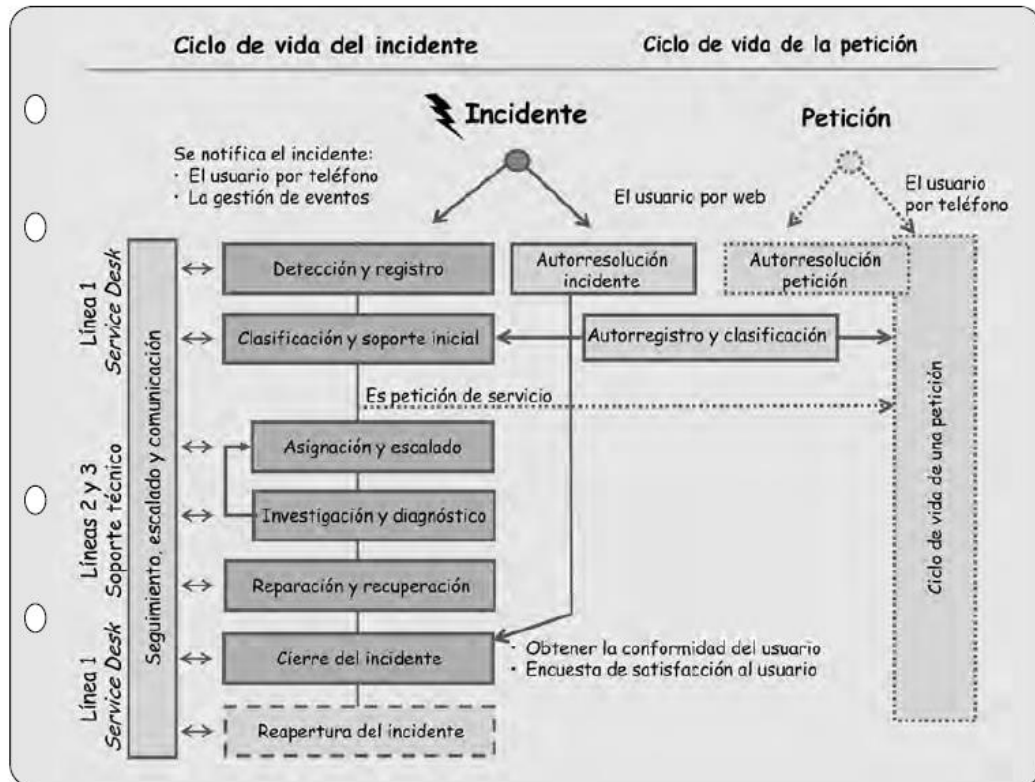 Ciclo de vida del incidente
Ciclo de vida de la petición
Incidente
Petición
Se notifica el incidente:
• El usuario por teléfono
• La gestión de eventos
El usuario por web
El usuario
por teléfono
Línea 1
Service Desk
Líneas 2 y 3
Soporte técnico
Línea 1
Service Desk
Seguimiento, escalado y comunicación
Detección y registro
Autorresolución
incidente
Autorresolución
petición
Clasificación y soporte inicial
Autorregistro y clasificación
Es petición de servicio
Asignación y escalado
Investigación y diagnóstico
Reparación y recuperación
Cierre del incidente
• Obtener la conformidad del usuario
• Encuesta de satisfacción al usuario
Reapertura del incidente
Ciclo de vida de una petición